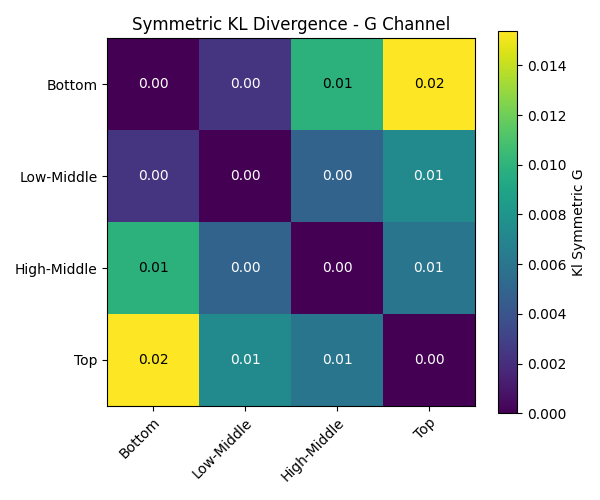 Symmetric KL Divergence - G Channel
Bottom 0.00 0.00 0.01 0.02
Low-Middle 0.00 0.00 0.00 0.01
High-Middle 0.01 0.00 0.00 0.01
Top 0.02 0.01 0.01 0.00
Bottom Low-Middle High-Middle Top
0.014
0.012
0.010
0.008
0.006
0.004
0.002
0.000
Kl Symmetric G